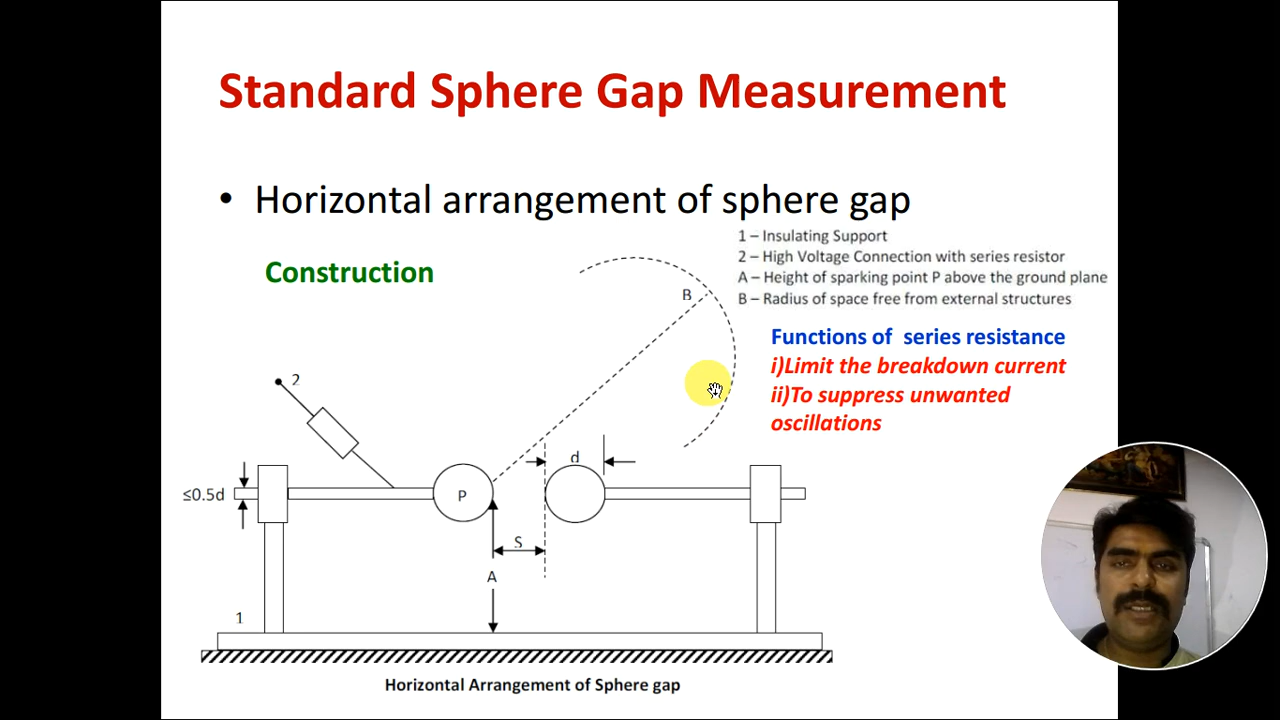 Standard Sphere Gap Measurement
• Horizontal arrangement of sphere gap
1 – Insulating Support
2 – High Voltage Connection with series resistor
A – Height of sparking point P above the ground plane
B – Radius of space free from external structures
Construction
B
Functions of series resistance
i)Limit the breakdown current
ii)To suppress unwanted
oscillations
2
d
≤0.5d
P
S
A
1
Horizontal Arrangement of Sphere gap